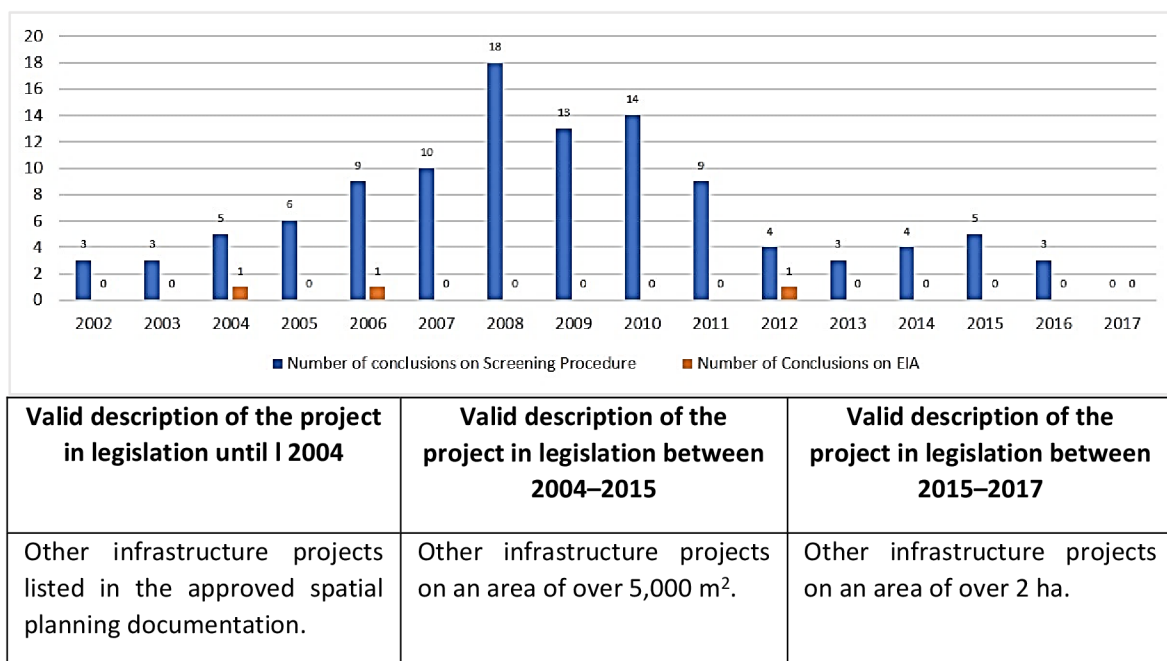 20
18
16
14
12
10
8
6
4
2
0
3 0 3 0 5 1 6 0 9 1 10 0 18 0 13 0 14 0 9 0 4 1 3 0 4 0 5 0 3 0 0 0
2002 2003 2004 2005 2006 2007 2008 2009 2010 2011 2012 2013 2014 2015 2016 2017
Number of conclusions on Screening Procedure Number of Conclusions on EIA
Valid description of the project
in legislation until l 2004
Valid description of the
project in legislation between
2004–2015
Valid description of the
project in legislation between
2015–2017
Other infrastructure projects
listed in the approved spatial
planning documentation.
Other infrastructure projects
on an area of over 5,000 m².
Other infrastructure projects
on an area of over 2 ha.